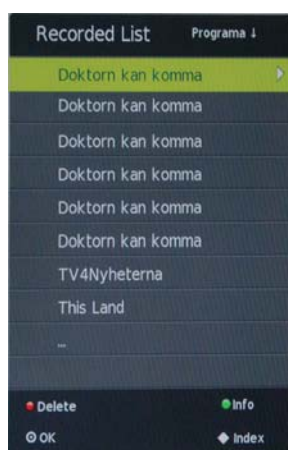 Recorded List Programa ↓
Doktorn kan komma
Doktorn kan komma
Doktorn kan komma
Doktorn kan komma
Doktorn kan komma
Doktorn kan komma
TV4Nyheterna
This Land
...
Delete Info
OK Index